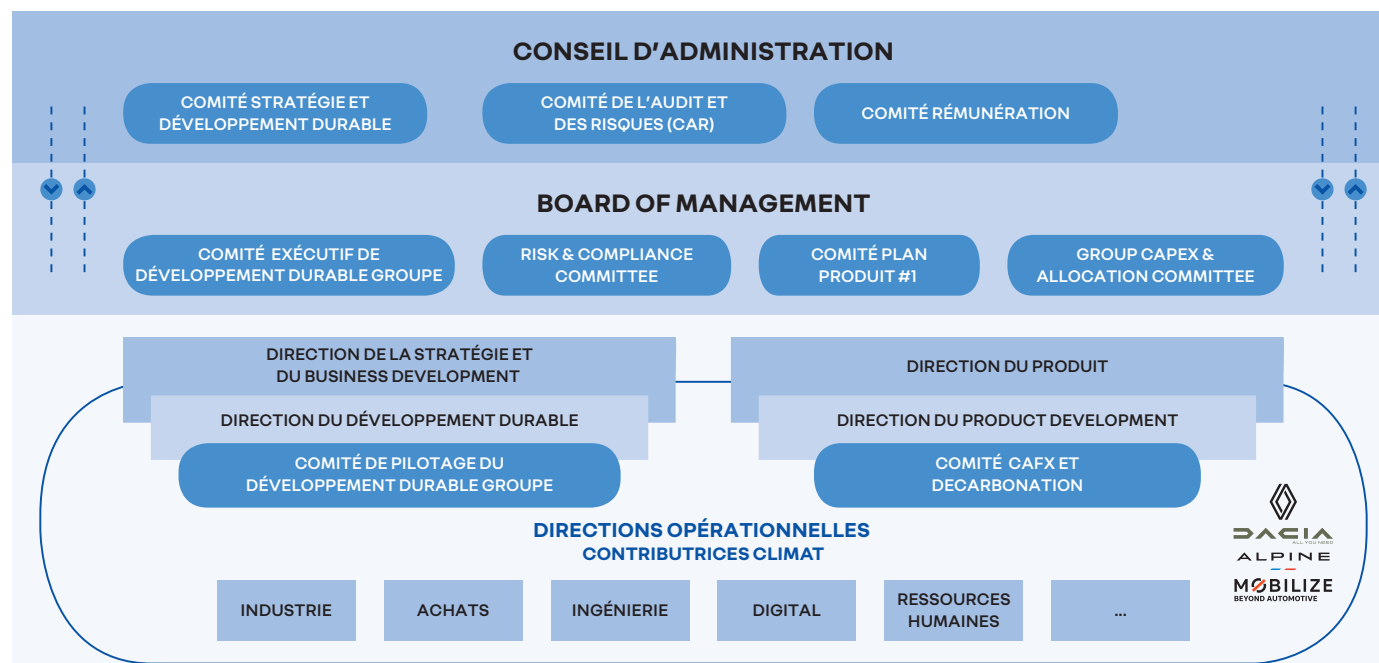 CONSEIL D'ADMINISTRATION
COMITÉ STRATÉGIE ET
DÉVELOPPEMENT DURABLE
COMITÉ DE L'AUDIT ET
DES RISQUES (CAR)
COMITÉ RÉMUNÉRATION
BOARD OF MANAGEMENT
COMITÉ EXÉCUTIF DE
DÉVELOPPEMENT DURABLE GROUPE
RISK & COMPLIANCE
COMMITTEE
COMITÉ PLAN
PRODUIT #1
GROUP CAPEX &
ALLOCATION COMMITTEE
DIRECTION DE LA STRATÉGIE ET
DU BUSINESS DEVELOPMENT
DIRECTION DU PRODUIT
DIRECTION DU DÉVELOPPEMENT DURABLE
DIRECTION DU PRODUCT DEVELOPMENT
COMITÉ DE PILOTAGE DU
DÉVELOPPEMENT DURABLE GROUPE
COMITÉ CAFX ET
DECARBONATION
DIRECTIONS OPÉRATIONNELLES
CONTRIBUTRICES CLIMAT
DACIA
ALL YOU NEED
ALPINE
MOBILIZE
BEYOND AUTOMOTIVE
INDUSTRIE
ACHATS
INGÉNIERIE
DIGITAL
RESSOURCES
HUMAINES
...